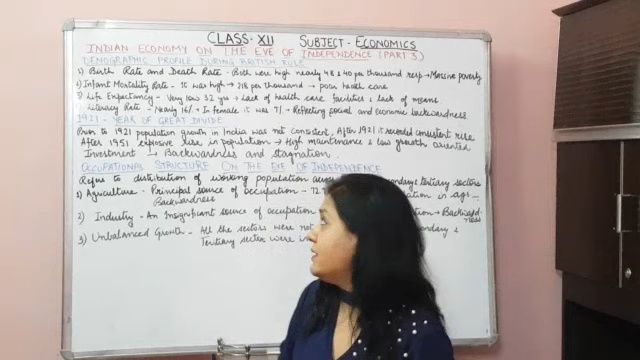 CLASS-XII SUBJECT-ECONOMICS
INDIAN ECONOMY ON THE EVE OF INDEPENDENCE (PART 3)
DEMOGRAPHIC PROFILE DURING BRITISH RULE
1) Birth Rate and Death Rate - Both were high nearly 48 & 40 per thousand resp → Massive poverty
2) Infant Mortality Rate - It was high → 218 per thousand → poor health care
3) Life Expectancy - Very low 32 yrs → Lack of health care facilities & lack of means
Literacy Rate - Nearly 16% → In female it was 7% → Reflecting social and economic backwardness
1921 - YEAR OF GREAT DIVIDE
Prior to 1921 population growth in India was not consistent, After 1921 it recorded consistent rise
After 1951 explosive rise in population → High maintenance & low growth oriented
Investment → Backwardness and stagnation.
OCCUPATIONAL STRUCTURE ON THE EVE OF INDEPENDENCE
Refers to distribution of working population across & tertiary sectors
1) Agriculture - Principal source of occupation - 72. in agri -
Backwardness
2) Industry - An Insignificant source of occupation → Backwardness
3) Unbalanced Growth - All the sectors were not &
Tertiary sector were